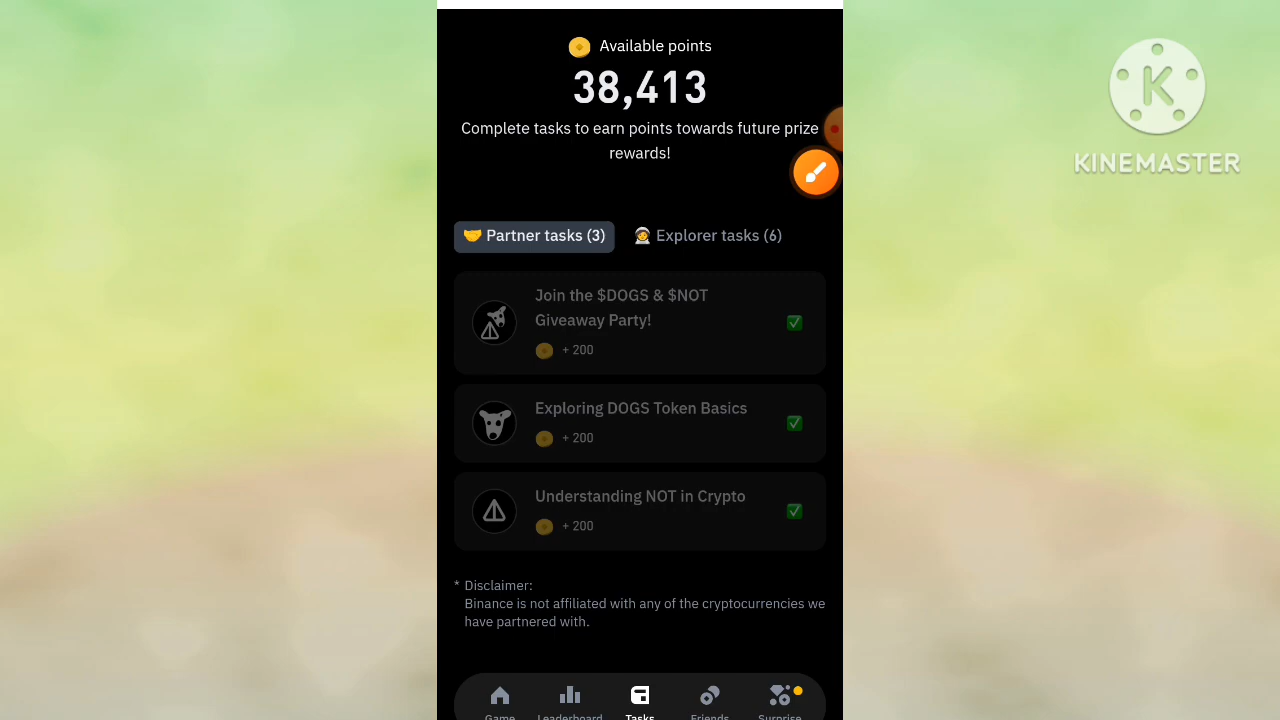 Available points
38,413
Complete tasks to earn points towards future prize
rewards!
KINEMASTER
Partner tasks (3)
Explorer tasks (6)
Join the $DOGS & $NOT
Giveaway Party!
+ 200
Exploring DOGS Token Basics
+ 200
Understanding NOT in Crypto
+ 200
* Disclaimer:
Binance is not affiliated with any of the cryptocurrencies we
have partnered with.
Game
Leaderboard
Tasks
Friends
Surprise